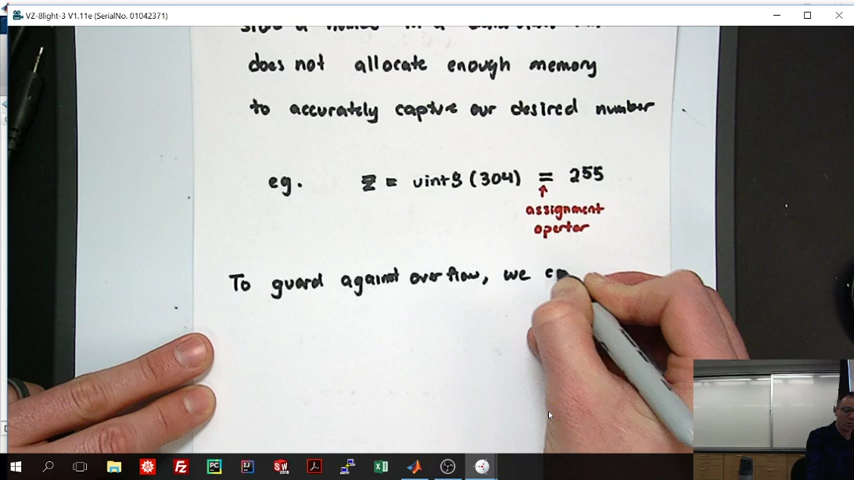 VZ-8light-3 V1.11e (SerialNo. 01042371)
does not allocate enough memory
to accurately capture our desired number
eg. z = uint8 (304) = 255
assignment
opertor
To guard against overflow, we